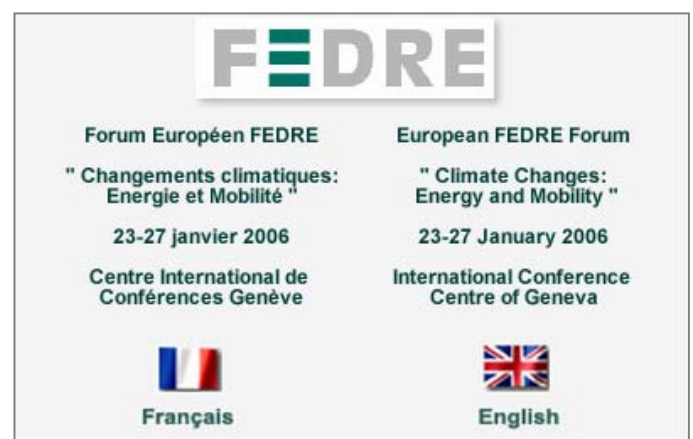 FEDRE
Forum Européen FEDRE
" Changements climatiques:
Energie et Mobilité "
23-27 janvier 2006
Centre International de
Conférences Genève
Français
European FEDRE Forum
" Climate Changes:
Energy and Mobility "
23-27 January 2006
International Conference
Centre of Geneva
English